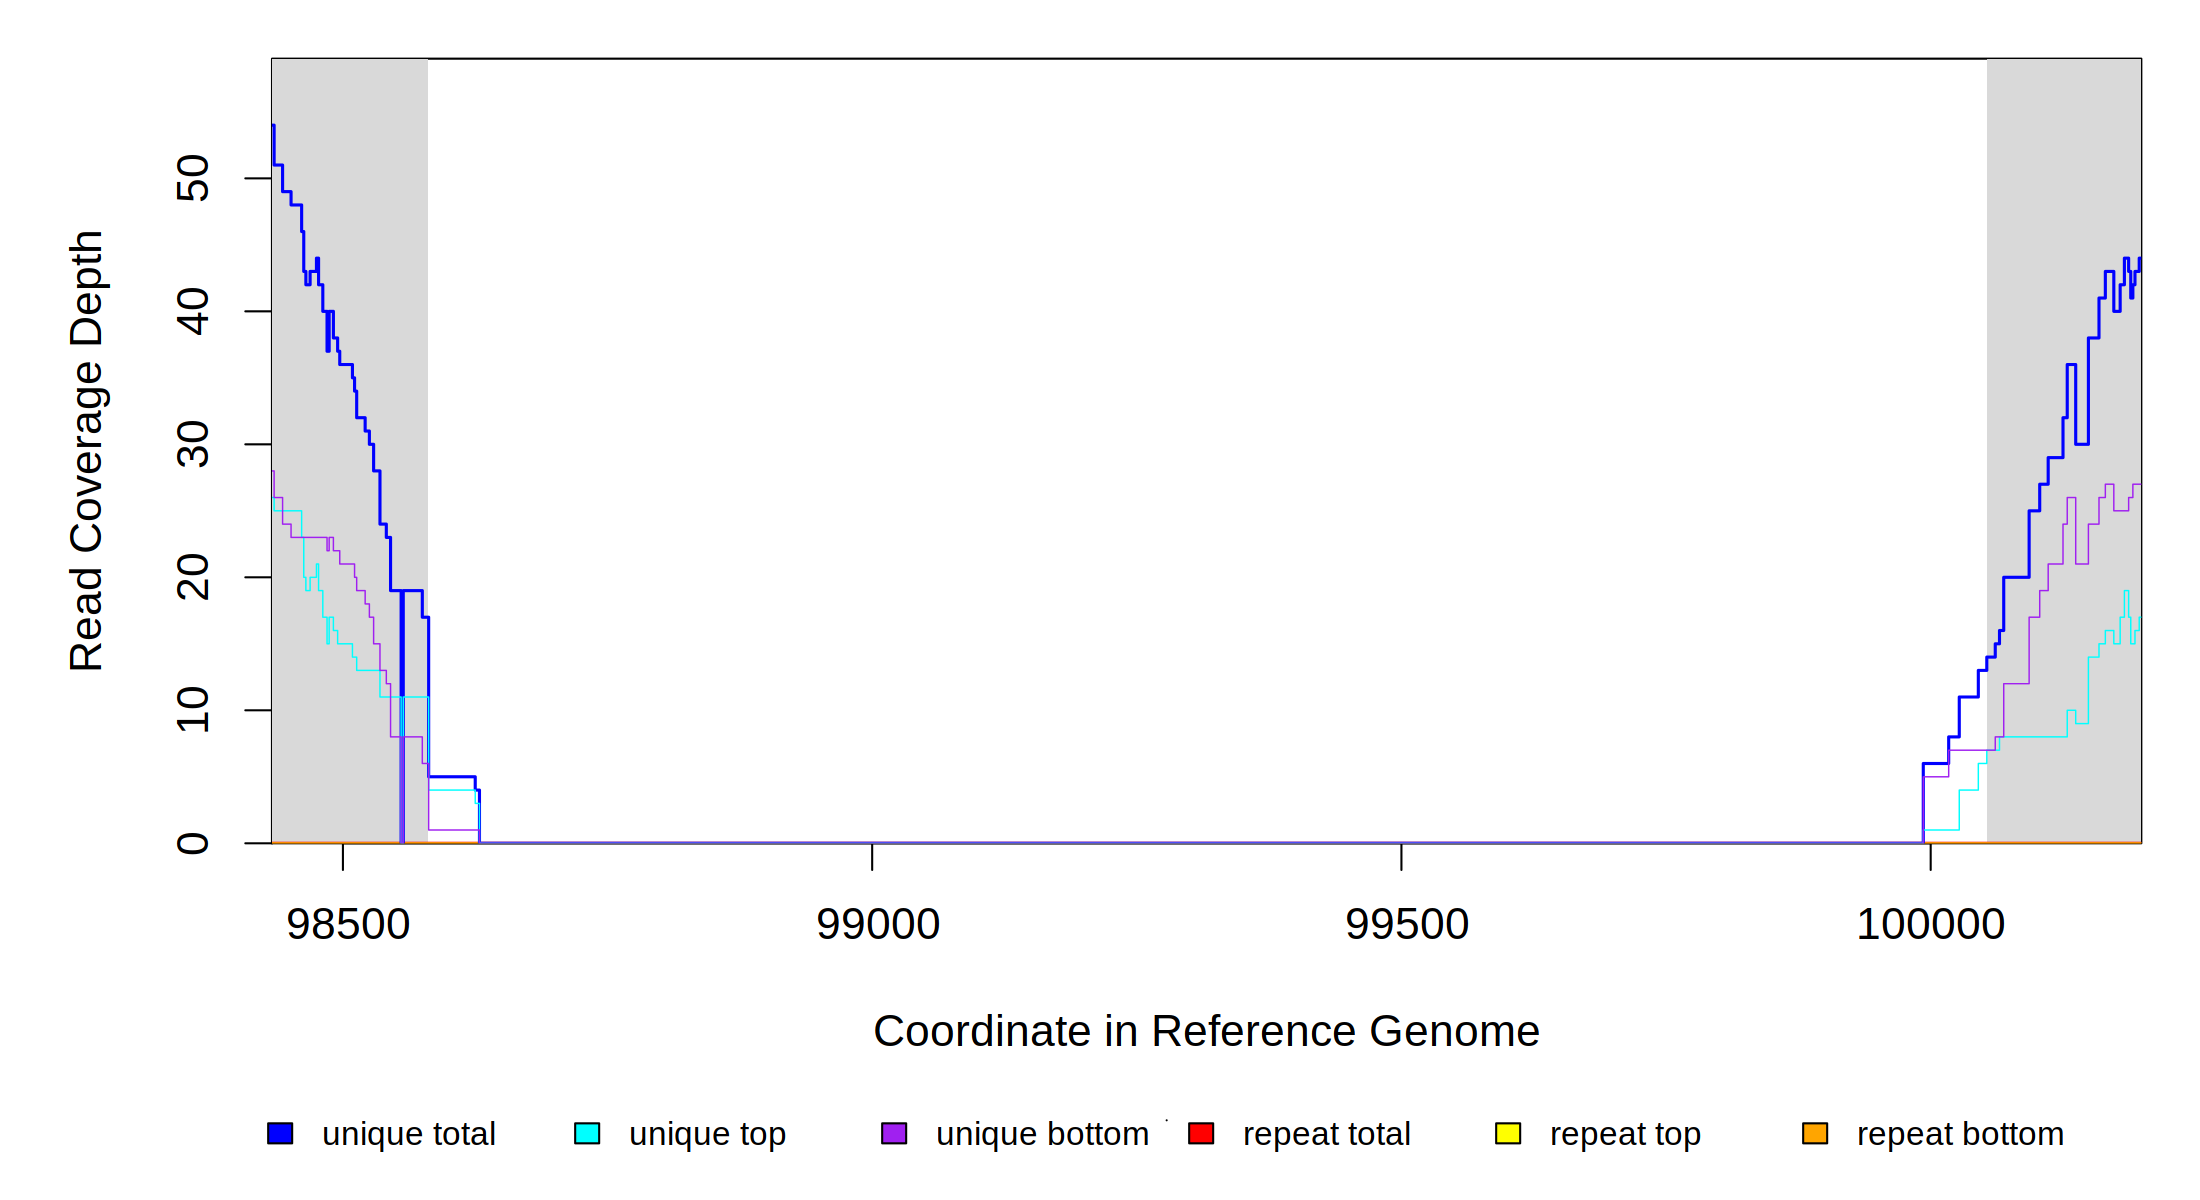 Read Coverage Depth
50
40
30
20
10
0
98500 99000 99500 100000
Coordinate in Reference Genome
unique total unique top unique bottom repeat total repeat top repeat bottom